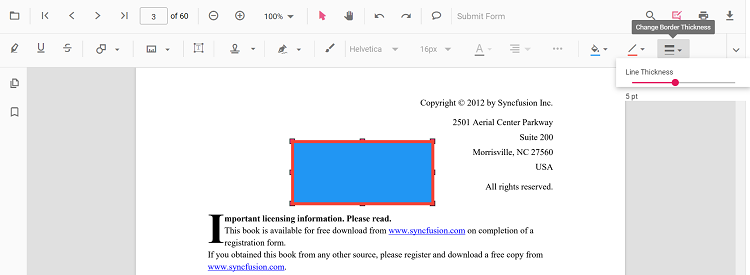 3 of 60 100% Submit Form
Change Border Thickness
Helvetica 16px A
Line Thickness
5 pt
Copyright © 2012 by Syncfusion Inc.
2501 Aerial Center Parkway
Suite 200
Morrisville, NC 27560
USA
All rights reserved.
Important licensing information. Please read.
This book is available for free download from www.syncfusion.com on completion of a
registration form.
If you obtained this book from any other source, please register and download a free copy from
www.syncfusion.com.